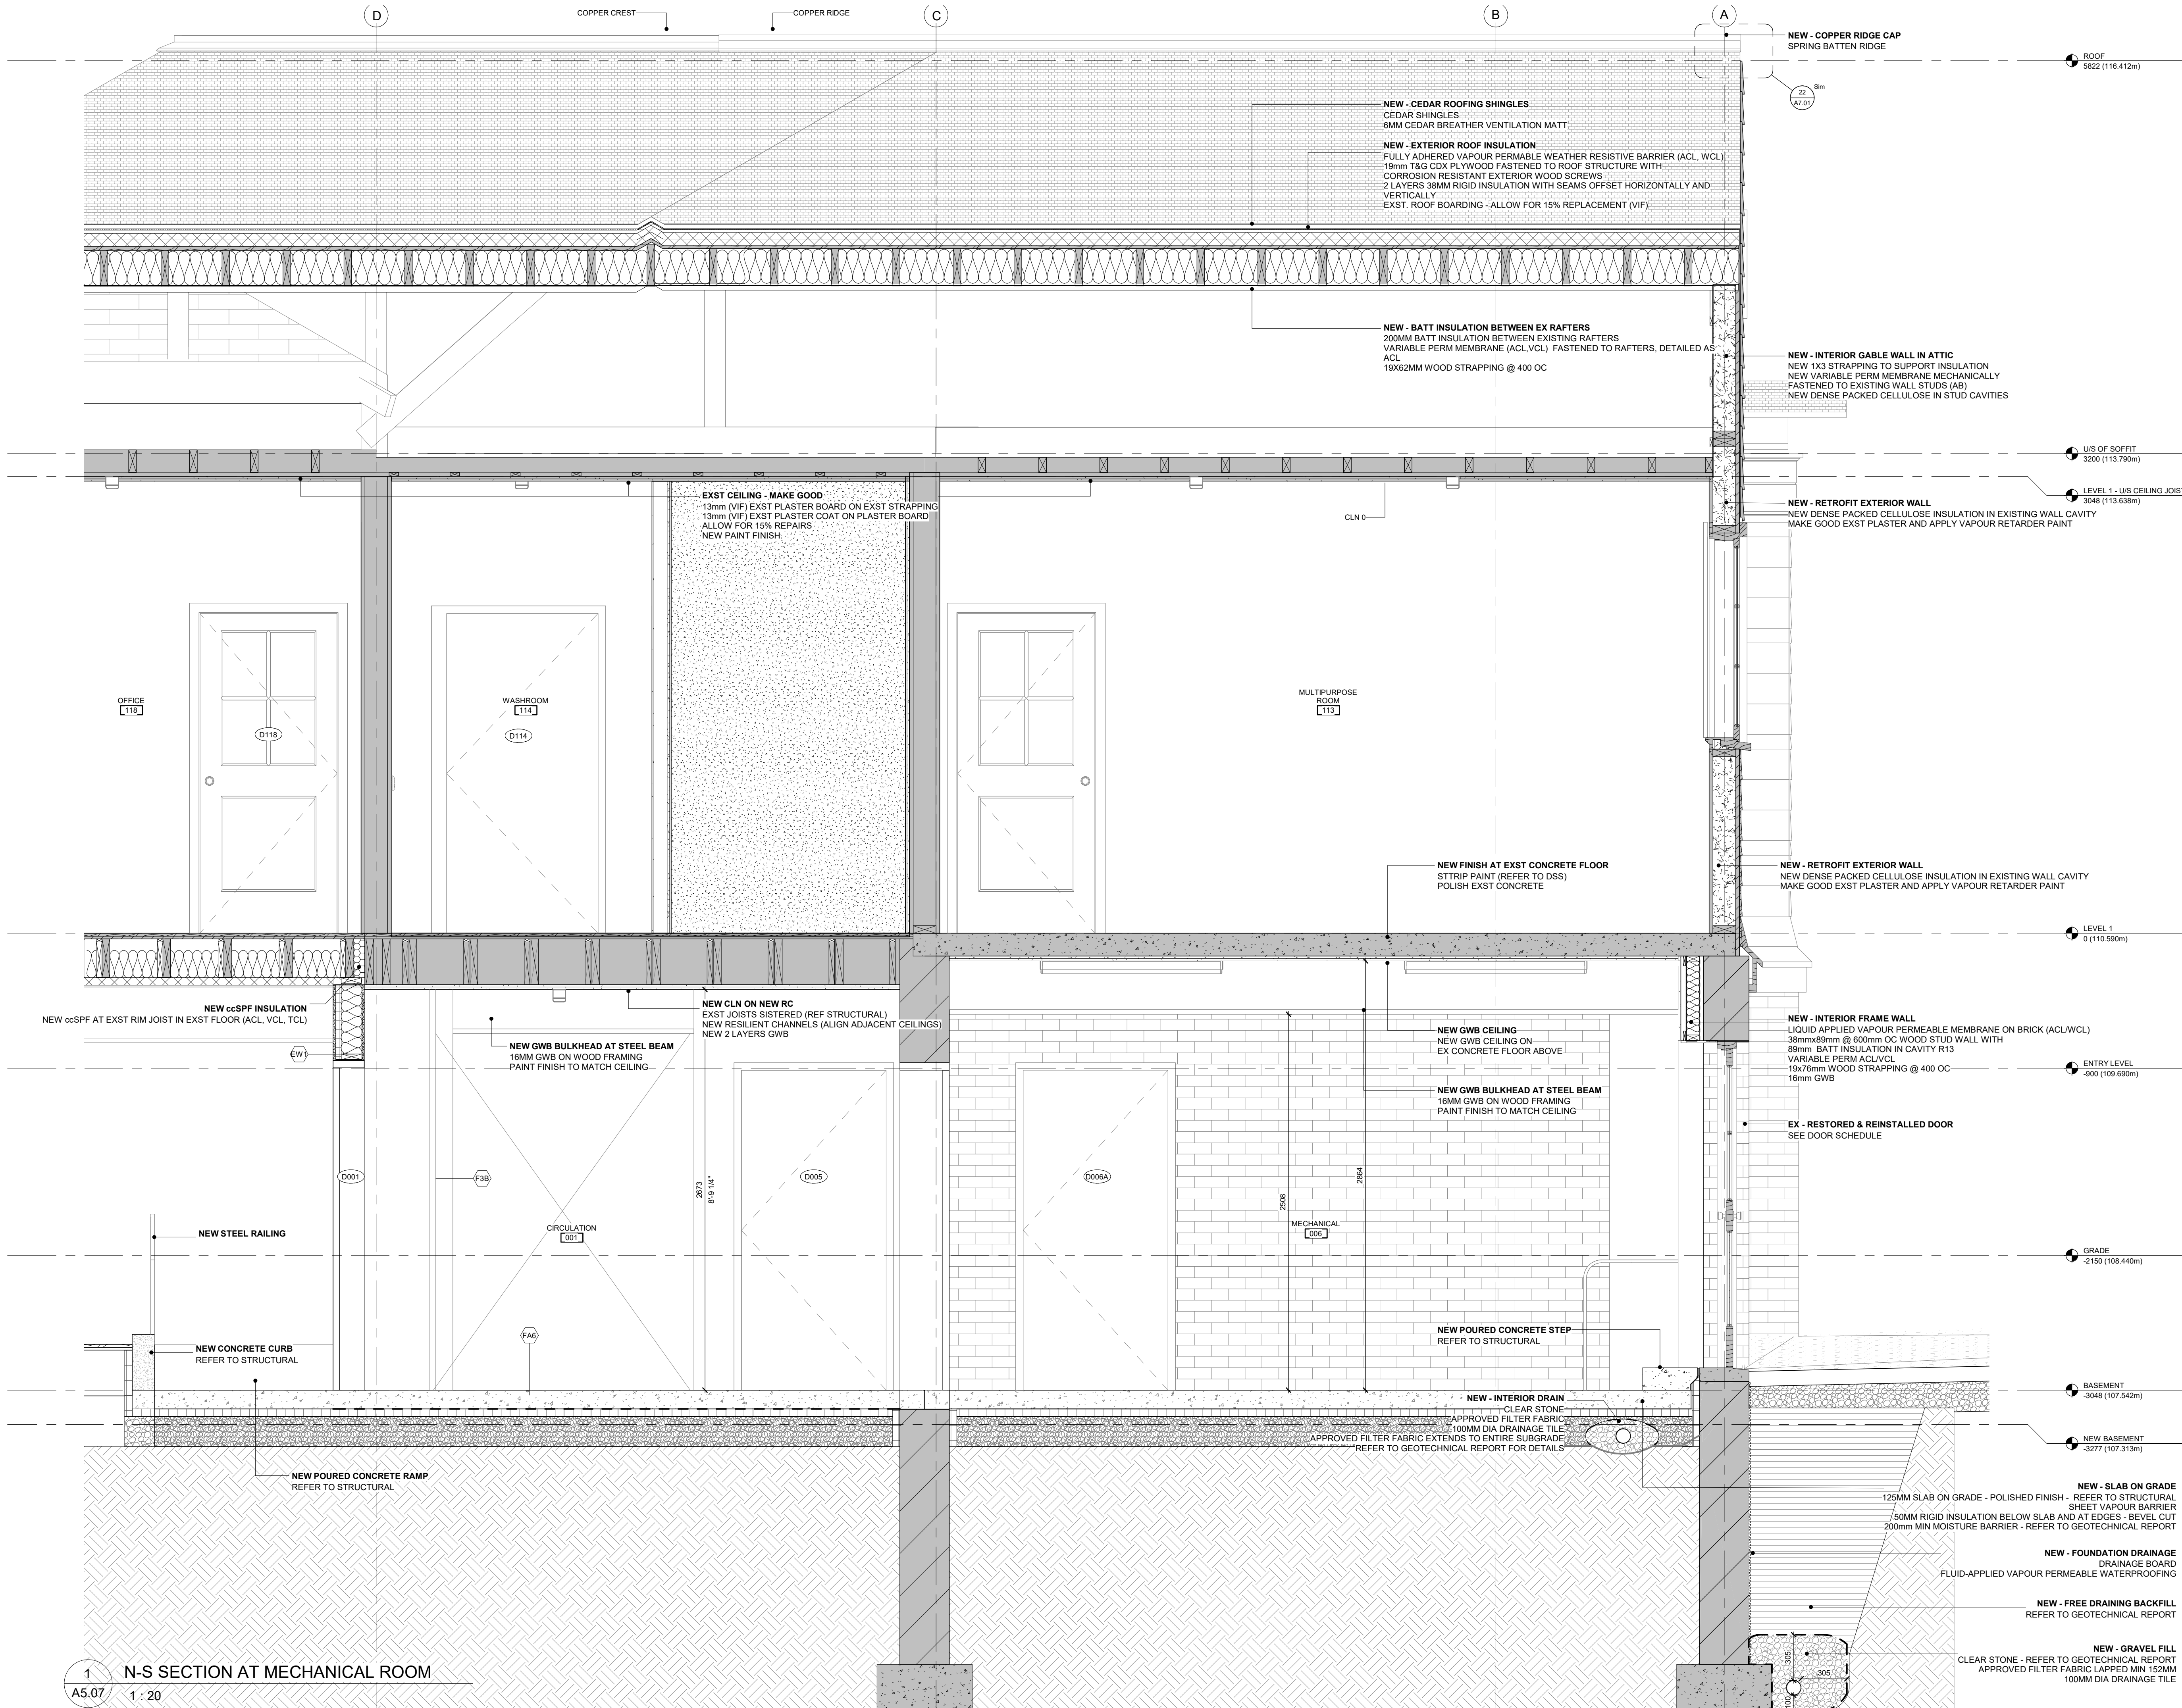 D
COPPER CREST
COPPER RIDGE
C
B
A
NEW - COPPER RIDGE CAP
SPRING BATTEN RIDGE
ROOF
5822 (116.412m)
22
A7.01
Sim
NEW - CEDAR ROOFING SHINGLES
CEDAR SHINGLES
6MM CEDAR BREATHER VENTILATION MATT
NEW - EXTERIOR ROOF INSULATION
FULLY ADHERED VAPOUR PERMABLE WEATHER RESISTIVE BARRIER (ACL, WCL)
19mm T&G CDX PLYWOOD FASTENED TO ROOF STRUCTURE WITH
CORROSION RESISTANT EXTERIOR WOOD SCREWS
2 LAYERS 38MM RIGID INSULATION WITH SEAMS OFFSET HORIZONTALLY AND
VERTICALLY
EXST. ROOF BOARDING - ALLOW FOR 15% REPLACEMENT (VIF)
NEW - BATT INSULATION BETWEEN EX RAFTERS
200MM BATT INSULATION BETWEEN EXISTING RAFTERS
VARIABLE PERM MEMBRANE (ACL,VCL) FASTENED TO RAFTERS, DETAILED AS
ACL
19X62MM WOOD STRAPPING @ 400 OC
NEW - INTERIOR GABLE WALL IN ATTIC
NEW 1X3 STRAPPING TO SUPPORT INSULATION
NEW VARIABLE PERM MEMBRANE MECHANICALLY
FASTENED TO EXISTING WALL STUDS (AB)
NEW DENSE PACKED CELLULOSE IN STUD CAVITIES
U/S OF SOFFIT
3200 (113.790m)
LEVEL 1 - U/S CEILING JOIST
3048 (113.638m)
EXST CEILING - MAKE GOOD
13mm (VIF) EXST PLASTER BOARD ON EXST STRAPPING
13mm (VIF) EXST PLASTER COAT ON PLASTER BOARD
ALLOW FOR 15% REPAIRS
NEW PAINT FINISH
CLN 0
NEW - RETROFIT EXTERIOR WALL
NEW DENSE PACKED CELLULOSE INSULATION IN EXISTING WALL CAVITY
MAKE GOOD EXST PLASTER AND APPLY VAPOUR RETARDER PAINT
OFFICE
118
D118
WASHROOM
114
D114
MULTIPURPOSE
ROOM
113
NEW FINISH AT EXST CONCRETE FLOOR
STTRIP PAINT (REFER TO DSS)
POLISH EXST CONCRETE
NEW - RETROFIT EXTERIOR WALL
NEW DENSE PACKED CELLULOSE INSULATION IN EXISTING WALL CAVITY
MAKE GOOD EXST PLASTER AND APPLY VAPOUR RETARDER PAINT
LEVEL 1
0 (110.590m)
NEW ccSPF INSULATION
NEW ccSPF AT EXST RIM JOIST IN EXST FLOOR (ACL, VCL, TCL)
EW1
NEW CLN ON NEW RC
EXST JOISTS SISTERED (REF STRUCTURAL)
NEW RESILIENT CHANNELS (ALIGN ADJACENT CEILINGS)
NEW 2 LAYERS GWB
NEW GWB BULKHEAD AT STEEL BEAM
16MM GWB ON WOOD FRAMING
PAINT FINISH TO MATCH CEILING
NEW GWB CEILING
NEW GWB CEILING ON
EX CONCRETE FLOOR ABOVE
NEW GWB BULKHEAD AT STEEL BEAM
16MM GWB ON WOOD FRAMING
PAINT FINISH TO MATCH CEILING
NEW - INTERIOR FRAME WALL
LIQUID APPLIED VAPOUR PERMEABLE MEMBRANE ON BRICK (ACL/WCL)
38mmx89mm @ 600mm OC WOOD STUD WALL WITH
89mm BATT INSULATION IN CAVITY R13
VARIABLE PERM ACL/VCL
19x76mm WOOD STRAPPING @ 400 OC
16mm GWB
ENTRY LEVEL
-900 (109.690m)
EX - RESTORED & REINSTALLED DOOR
SEE DOOR SCHEDULE
D001
F3B
2673
8'-9 1/4"
D005
D006A
2508
2864
CIRCULATION
001
MECHANICAL
006
NEW STEEL RAILING
GRADE
-2150 (108.440m)
FA6
NEW CONCRETE CURB
REFER TO STRUCTURAL
NEW POURED CONCRETE STEP
REFER TO STRUCTURAL
BASEMENT
-3048 (107.542m)
NEW - INTERIOR DRAIN
CLEAR STONE
APPROVED FILTER FABRIC
100MM DIA DRAINAGE TILE
APPROVED FILTER FABRIC EXTENDS TO ENTIRE SUBGRADE
REFER TO GEOTECHNICAL REPORT FOR DETAILS
NEW BASEMENT
-3277 (107.313m)
NEW POURED CONCRETE RAMP
REFER TO STRUCTURAL
NEW - SLAB ON GRADE
125MM SLAB ON GRADE - POLISHED FINISH - REFER TO STRUCTURAL
SHEET VAPOUR BARRIER
50MM RIGID INSULATION BELOW SLAB AND AT EDGES - BEVEL CUT
200mm MIN MOISTURE BARRIER - REFER TO GEOTECHNICAL REPORT
NEW - FOUNDATION DRAINAGE
DRAINAGE BOARD
FLUID-APPLIED VAPOUR PERMEABLE WATERPROOFING
NEW - FREE DRAINING BACKFILL
REFER TO GEOTECHNICAL REPORT
NEW - GRAVEL FILL
CLEAR STONE - REFER TO GEOTECHNICAL REPORT
APPROVED FILTER FABRIC LAPPED MIN 152MM
100MM DIA DRAINAGE TILE
305
305
100
1
A5.07
N-S SECTION AT MECHANICAL ROOM
1 : 20